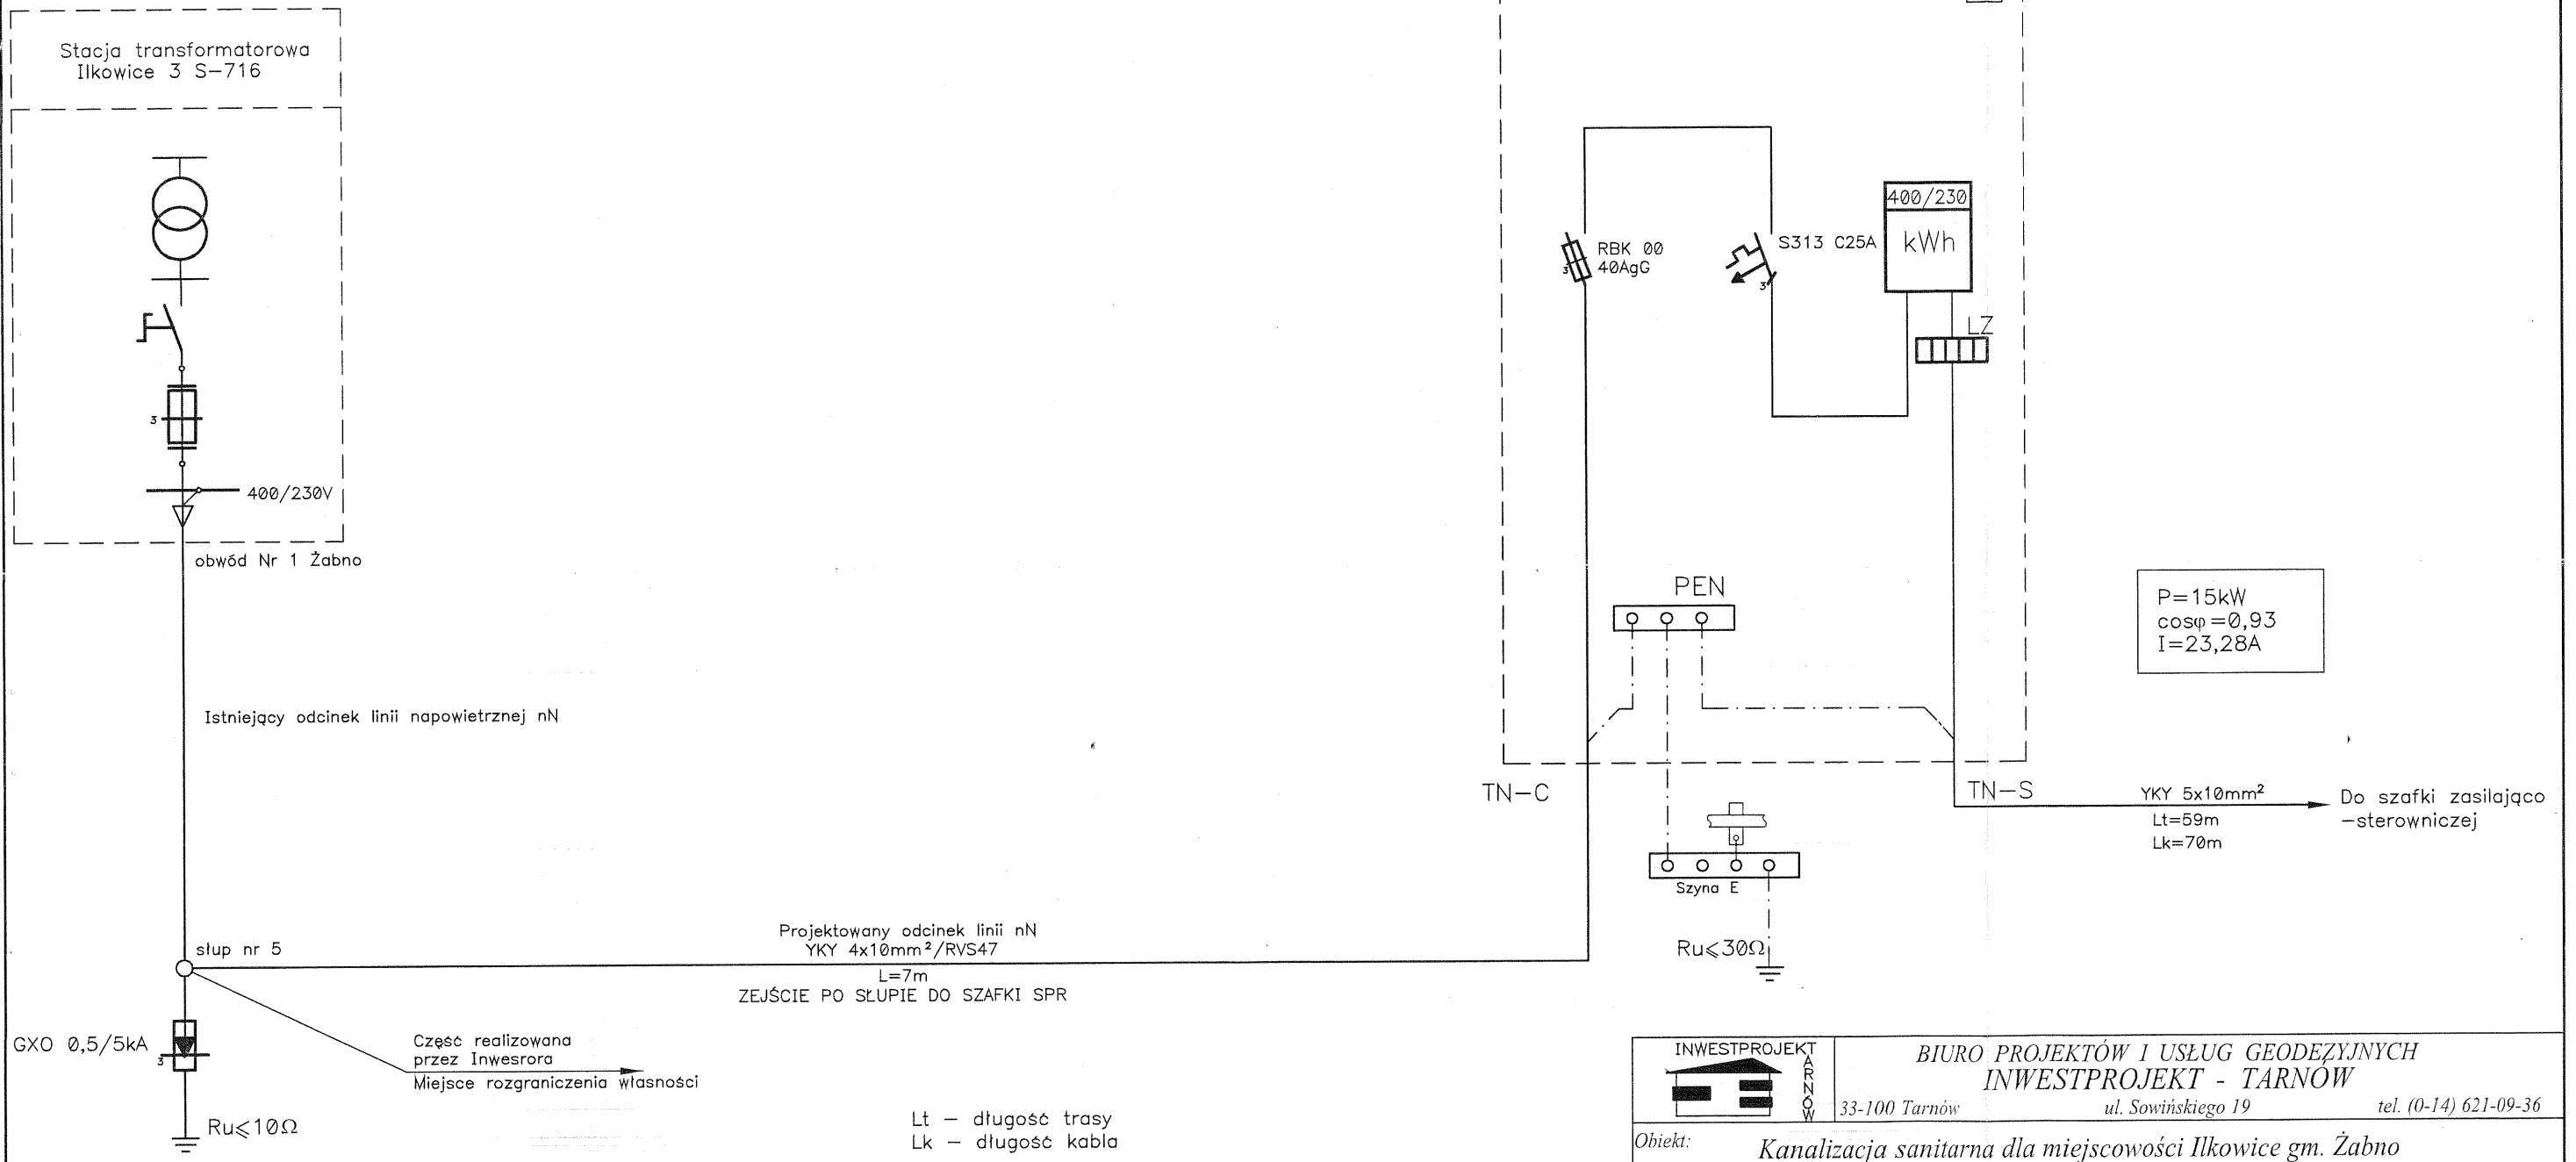 Stacja transformatorowa
Ilkowice 3 S-716
3
400/230V
obwód Nr 1 Żabno
Istniejący odcinek linii napowietrznej nN
słup nr 5
GXO 0,5/5kA
3
Ru⩽10Ω
Część realizowana
przez Inwesrora
Miejsce rozgraniczenia własności
Projektowany odcinek linii nN
YKY 4x10mm²/RVS47
L=7m
ZEJŚCIE PO SŁUPIE DO SZAFKI SPR
Lt – długość trasy
Lk – długość kabla
RBK 00
40AgG
3
S313 C25A
3
400/230
kWh
LZ
PEN
TN-C
TN-S
Szyna E
Ru⩽30Ω
P=15kW
cosφ=0,93
I=23,28A
YKY 5x10mm²
Lt=59m
Lk=70m
Do szafki zasilająco
-sterowniczej
INWESTPROJEKT
TARNÓW
BIURO PROJEKTÓW I USŁUG GEODEZYJNYCH
INWESTPROJEKT - TARNÓW
33-100 Tarnów ul. Sowińskiego 19 tel. (0-14) 621-09-36
Obiekt: Kanalizacja sanitarna dla miejscowości Ilkowice gm. Żabno